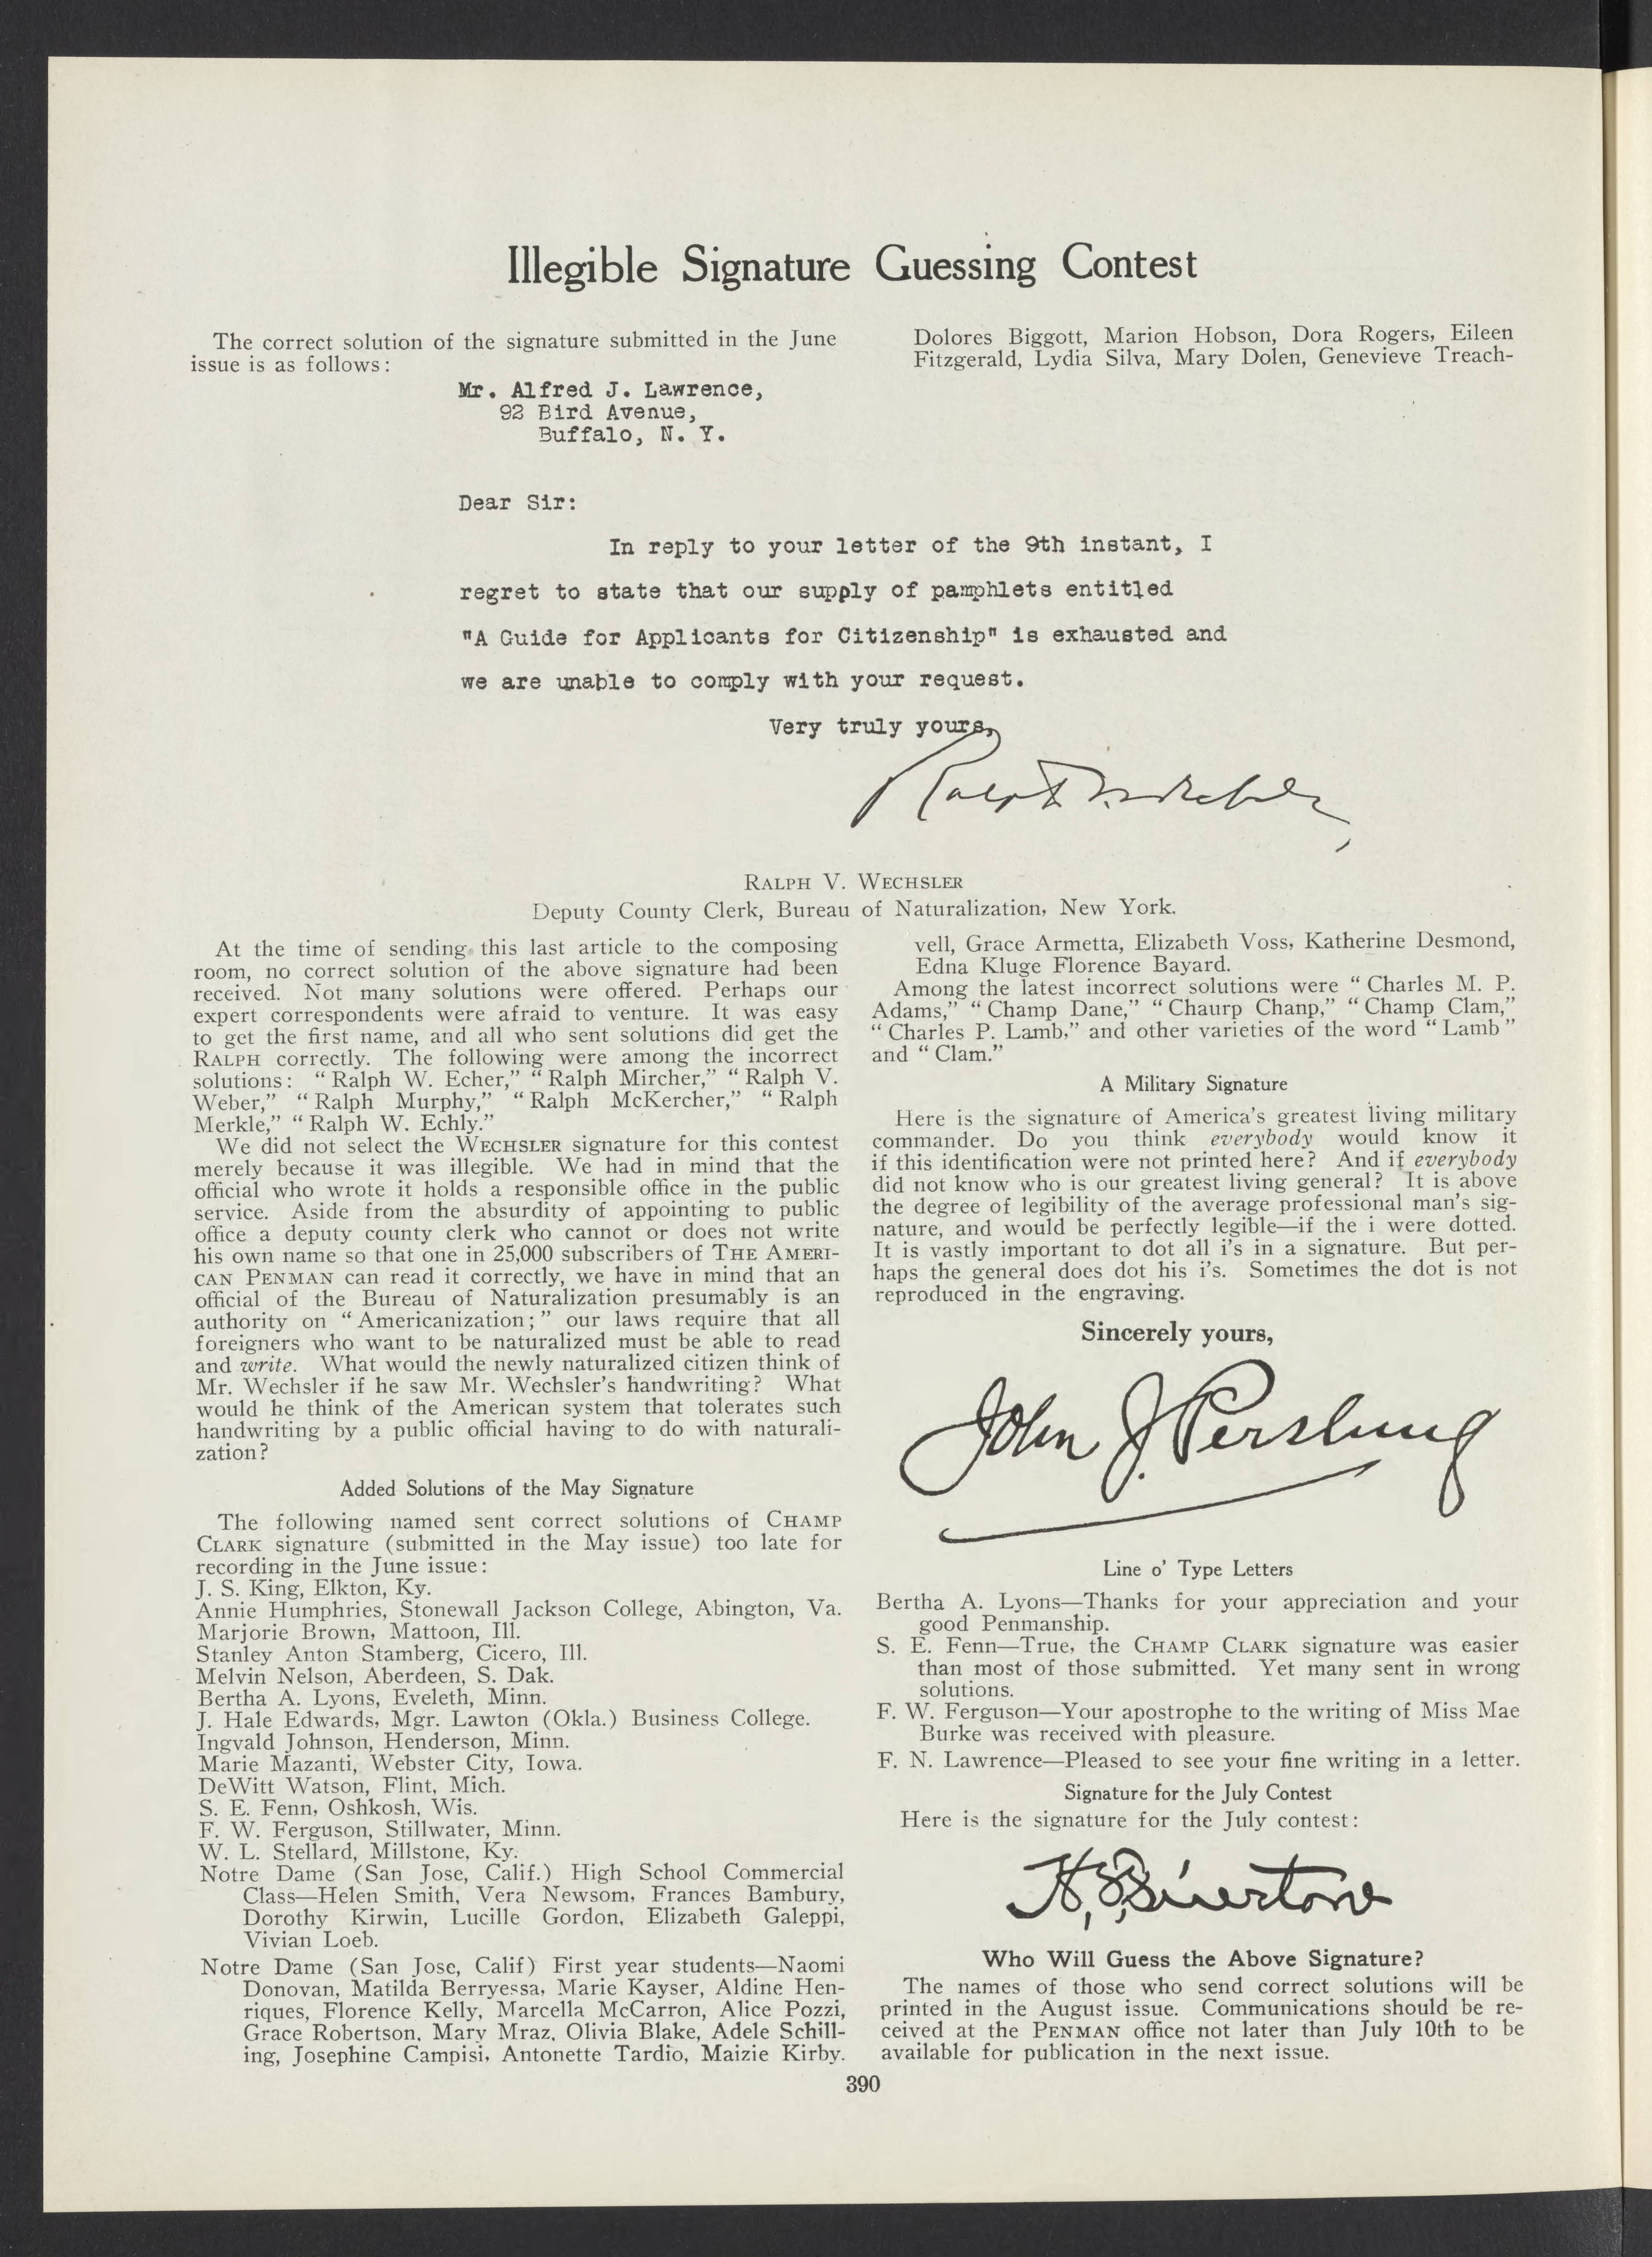 Illegible Signature Guessing Contest
The correct solution of the signature submitted in the June
issue is as follows:
Dolores Biggott, Marion Hobson, Dora Rogers, Eileen
Fitzgerald, Lydia Silva, Mary Dolen, Genevieve Treach-
Mr. Alfred J. Lawrence,
92 Bird Avenue,
Buffalo, N. Y.
Dear Sir:
In reply to your letter of the 9th instant, I
regret to state that our supply of pamphlets entitled
"A Guide for Applicants for Citizenship" is exhausted and
we are unable to comply with your request.
Very truly yours,
RALPH V. WECHSLER
Deputy County Clerk, Bureau of Naturalization, New York.
At the time of sending this last article to the composing
room, no correct solution of the above signature had been
received. Not many solutions were offered. Perhaps our
expert correspondents were afraid to venture. It was easy
to get the first name, and all who sent solutions did get the
RALPH correctly. The following were among the incorrect
solutions: "Ralph W. Echer," "Ralph Mircher," "Ralph V.
Weber," "Ralph Murphy," "Ralph McKercher," "Ralph
Merkle," "Ralph W. Echly."
We did not select the WECHSLER signature for this contest
merely because it was illegible. We had in mind that the
official who wrote it holds a responsible office in the public
service. Aside from the absurdity of appointing to public
office a deputy county clerk who cannot or does not write
his own name so that one in 25,000 subscribers of THE AMERI-
CAN PENMAN can read it correctly, we have in mind that an
official of the Bureau of Naturalization presumably is an
authority on "Americanization;" our laws require that all
foreigners who want to be naturalized must be able to read
and write. What would the newly naturalized citizen think of
Mr. Wechsler if he saw Mr. Wechsler's handwriting? What
would he think of the American system that tolerates such
handwriting by a public official having to do with naturali-
zation?
Added Solutions of the May Signature
The following named sent correct solutions of CHAMP
CLARK signature (submitted in the May issue) too late for
recording in the June issue:
J. S. King, Elkton, Ky.
Annie Humphries, Stonewall Jackson College, Abington, Va.
Marjorie Brown, Mattoon, Ill.
Stanley Anton Stamberg, Cicero, Ill.
Melvin Nelson, Aberdeen, S. Dak.
Bertha A. Lyons, Eveleth, Minn.
J. Hale Edwards, Mgr. Lawton (Okla.) Business College.
Ingvald Johnson, Henderson, Minn.
Marie Mazanti, Webster City, Iowa.
DeWitt Watson, Flint, Mich.
S. E. Fenn, Oshkosh, Wis.
F. W. Ferguson, Stillwater, Minn.
W. L. Stellard, Millstone, Ky.
Notre Dame (San Jose, Calif.) High School Commercial
Class—Helen Smith, Vera Newsom, Frances Bambury,
Dorothy Kirwin, Lucille Gordon, Elizabeth Galeppi,
Vivian Loeb.
Notre Dame (San Jose, Calif) First year students—Naomi
Donovan, Matilda Berryessa, Marie Kayser, Aldine Hen-
riques, Florence Kelly, Marcella McCarron, Alice Pozzi,
Grace Robertson, Mary Mraz, Olivia Blake, Adele Schill-
ing, Josephine Campisi, Antonette Tardio, Maizie Kirby.
vell, Grace Armetta, Elizabeth Voss, Katherine Desmond,
Edna Kluge Florence Bayard.
Among the latest incorrect solutions were "Charles M. P.
Adams," "Champ Dane," "Chaurp Chanp," "Champ Clam,"
"Charles P. Lamb," and other varieties of the word "Lamb"
and "Clam."
A Military Signature
Here is the signature of America's greatest living military
commander. Do you think everybody would know it
if this identification were not printed here? And if everybody
did not know who is our greatest living general? It is above
the degree of legibility of the average professional man's sig-
nature, and would be perfectly legible—if the i were dotted.
It is vastly important to dot all i's in a signature. But per-
haps the general does dot his i's. Sometimes the dot is not
reproduced in the engraving.
Sincerely yours,
John J. Pershing
Line o' Type Letters
Bertha A. Lyons—Thanks for your appreciation and your
good Penmanship.
S. E. Fenn—True, the CHAMP CLARK signature was easier
than most of those submitted. Yet many sent in wrong
solutions.
F. W. Ferguson—Your apostrophe to the writing of Miss Mae
Burke was received with pleasure.
F. N. Lawrence—Pleased to see your fine writing in a letter.
Signature for the July Contest
Here is the signature for the July contest:
Who Will Guess the Above Signature?
The names of those who send correct solutions will be
printed in the August issue. Communications should be re-
ceived at the PENMAN office not later than July 10th to be
available for publication in the next issue.
390